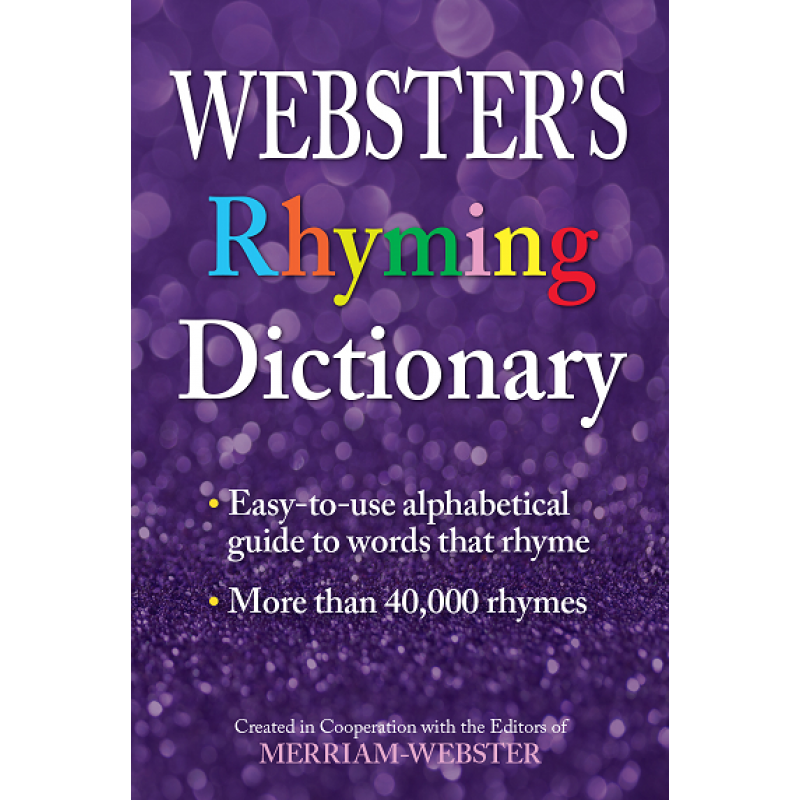 WEBSTER'S
Rhyming
Dictionary
• Easy-to-use alphabetical
guide to words that rhyme
• More than 40,000 rhymes
Created in Cooperation with the Editors of
MERRIAM-WEBSTER